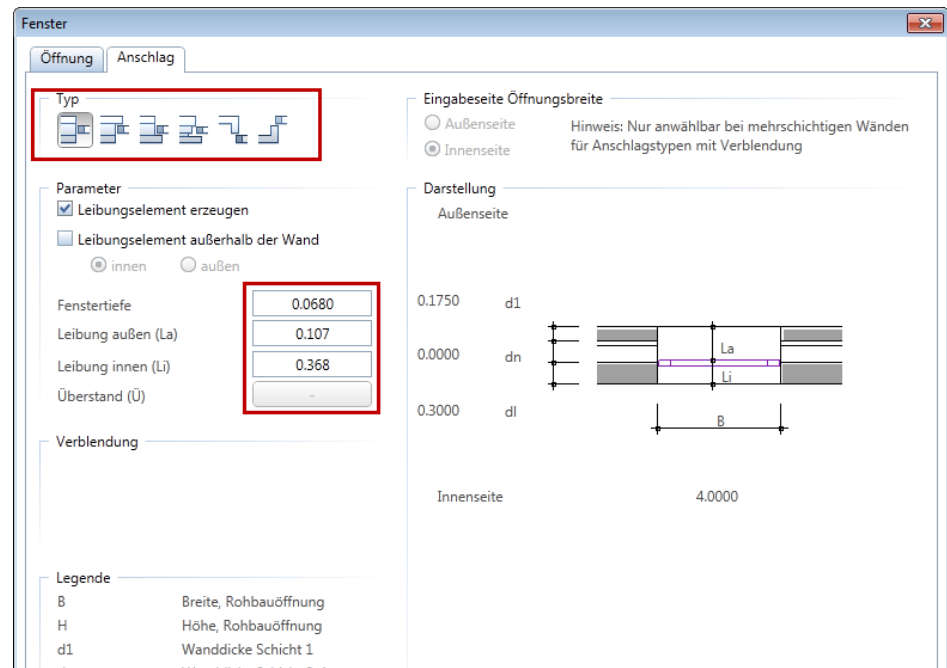 Fenster
Öffnung Anschlag
Typ
Eingabeseite Öffnungsbreite
Außenseite
Innenseite
Hinweis: Nur anwählbar bei mehrschichtigen Wänden
für Anschlagstypen mit Verblendung
Parameter
Leibungselement erzeugen
Leibungselement außerhalb der Wand
innen außen
Fenstertiefe 0.0680
Leibung außen (La) 0.107
Leibung innen (Li) 0.368
Überstand (Ü) -
Verblendung
Legende
B Breite, Rohbauöffnung
H Höhe, Rohbauöffnung
d1 Wanddicke Schicht 1
Darstellung
Außenseite
0.1750 d1
La
0.0000 dn
Li
0.3000 dl
B
Innenseite 4.0000